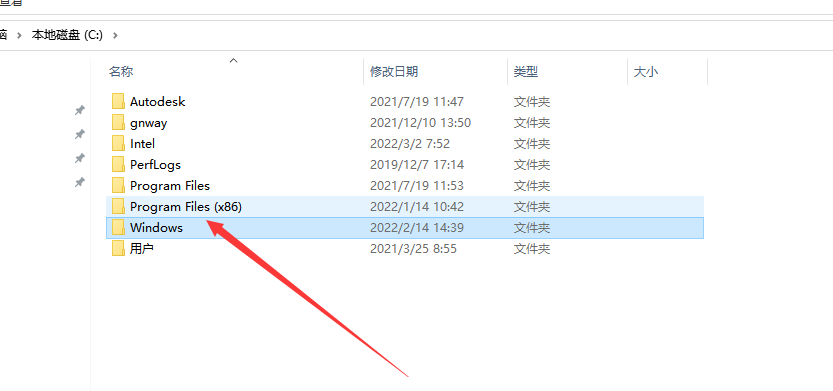 查看
脑 › 本地磁盘 (C:) ›
名称 修改日期 类型 大小
Autodesk 2021/7/19 11:47 文件夹
gnway 2021/12/10 13:50 文件夹
Intel 2022/3/2 7:52 文件夹
PerfLogs 2019/12/7 17:14 文件夹
Program Files 2021/7/19 11:53 文件夹
Program Files (x86) 2022/1/14 10:42 文件夹
Windows 2022/2/14 14:39 文件夹
用户 2021/3/25 8:55 文件夹